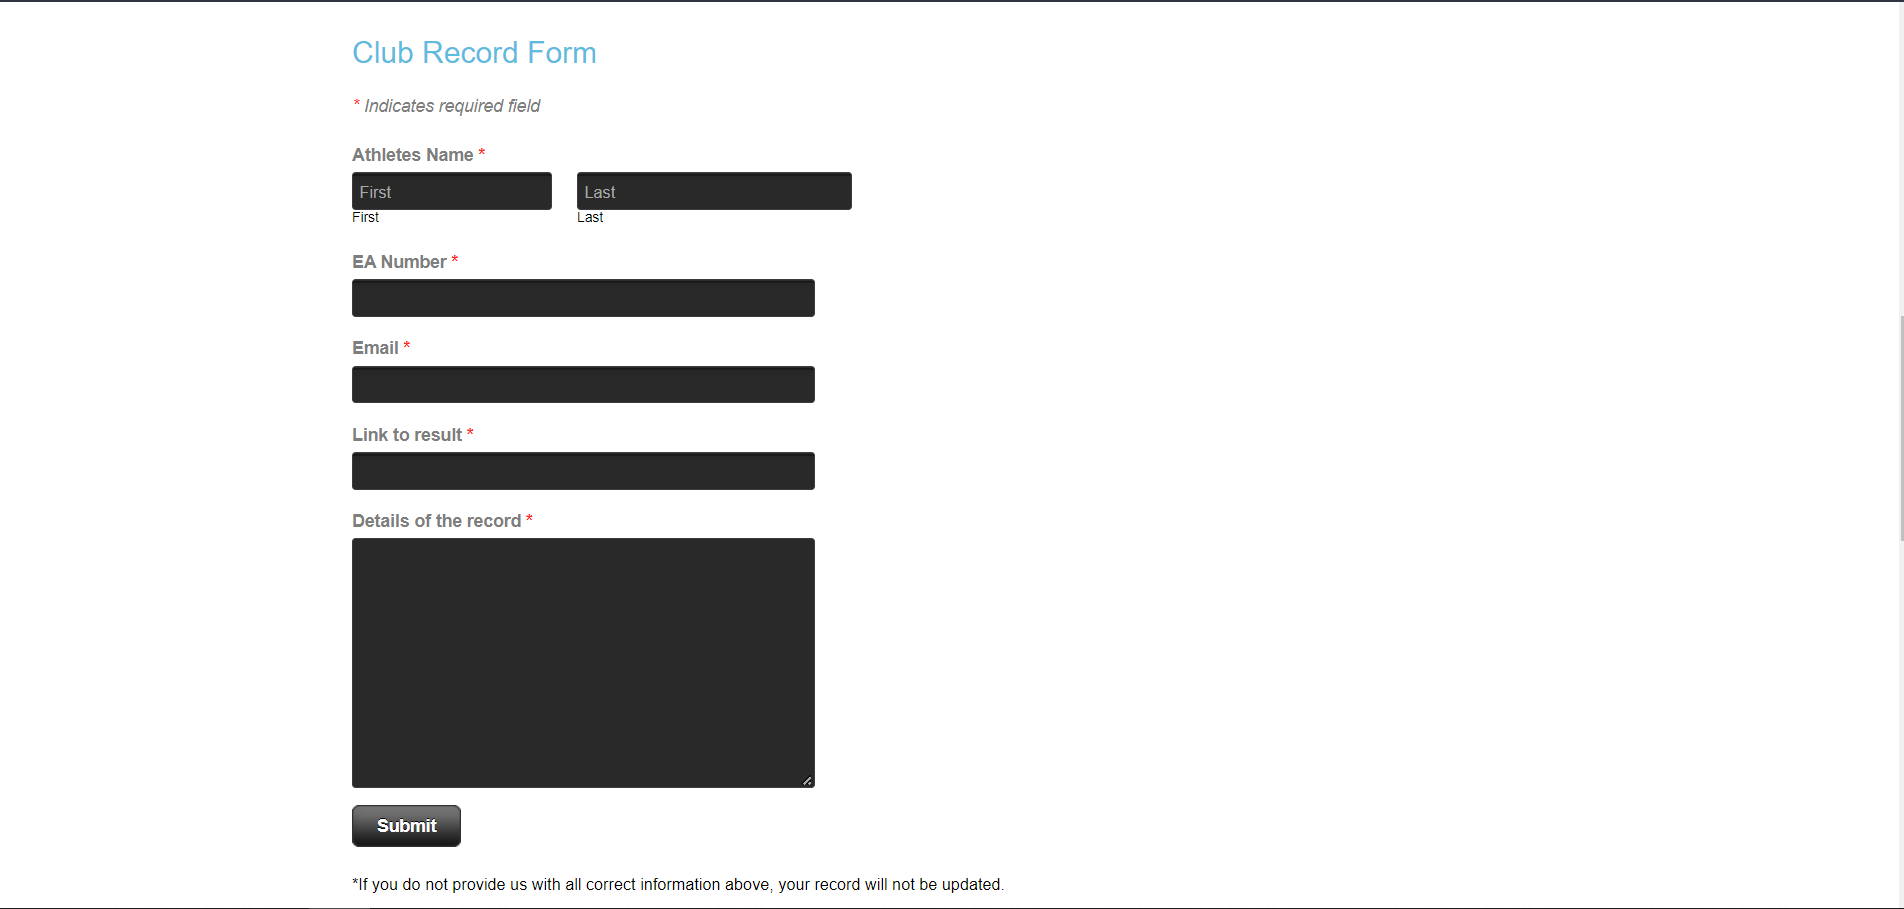 Club Record Form
* Indicates required field
Athletes Name *
First Last
First Last
EA Number *
Email *
Link to result *
Details of the record *
Submit
*If you do not provide us with all correct information above, your record will not be updated.